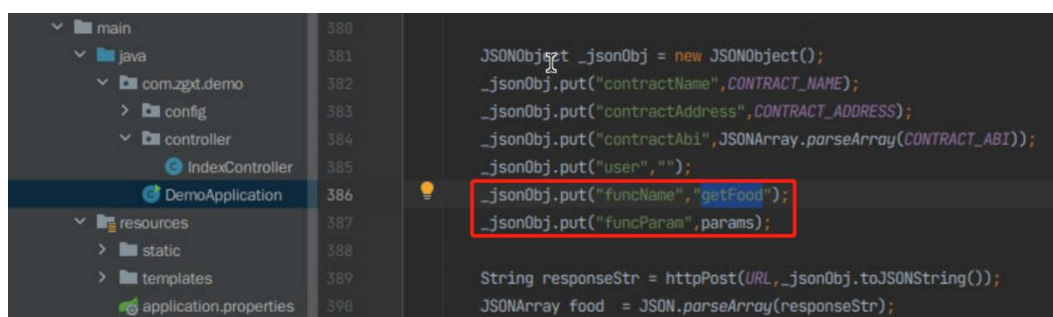 main
java
com.zgxt.demo
config
controller
IndexController
DemoApplication
resources
static
templates
application.properties
380
381 JSONObject _jsonObj = new JSONObject();
382 _jsonObj.put("contractName",CONTRACT_NAME);
383 _jsonObj.put("contractAddress",CONTRACT_ADDRESS);
384 _jsonObj.put("contractAbi",JSONArray.parseArray(CONTRACT_ABI));
385 _jsonObj.put("user","");
386 _jsonObj.put("funcName","getFood");
387 _jsonObj.put("funcParam",params);
388
389 String responseStr = httpPost(URL,_jsonObj.toJSONString());
390 JSONArray food = JSON.parseArray(responseStr);